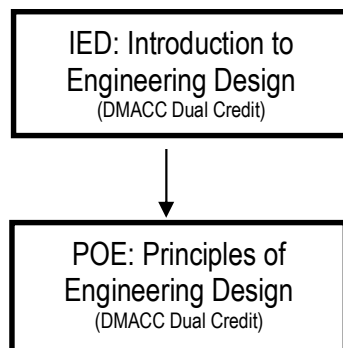 IED: Introduction to
Engineering Design
(DMACC Dual Credit)
POE: Principles of
Engineering Design
(DMACC Dual Credit)